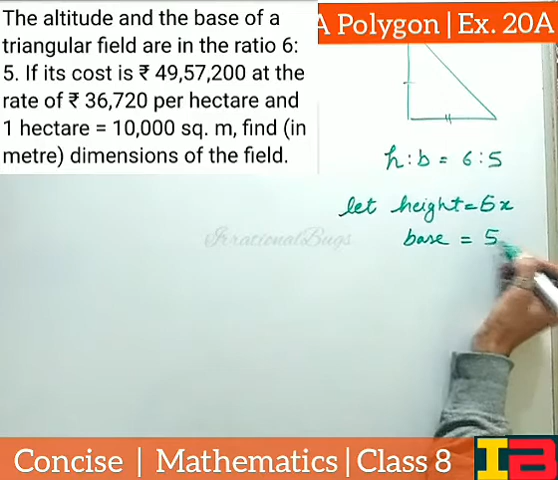 The altitude and the base of a
triangular field are in the ratio 6:
5. If its cost is ₹ 49,57,200 at the
rate of ₹ 36,720 per hectare and
1 hectare = 10,000 sq. m, find (in
metre) dimensions of the field.
A Polygon | Ex. 20A
h : b = 6 : 5
let height = 6x
base = 5
IrrationalBugs
Concise | Mathematics | Class 8
IB